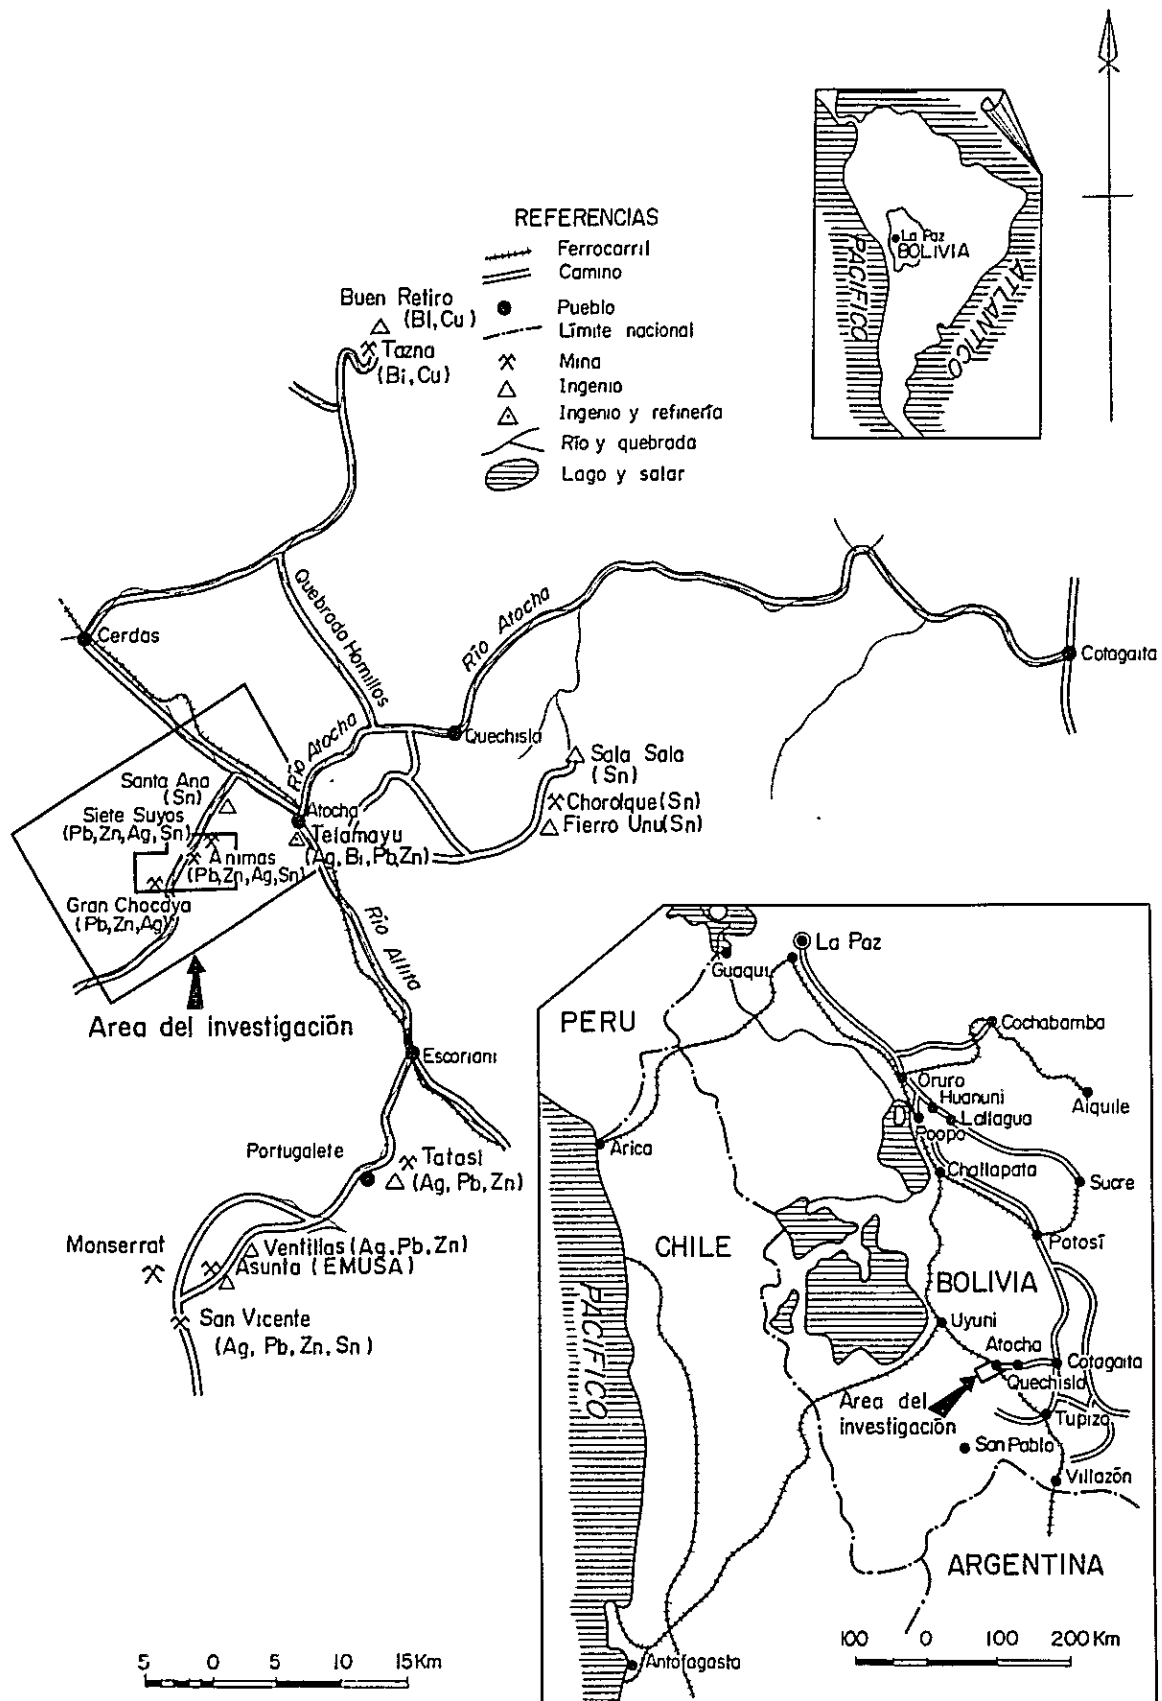 REFERENCIAS
Ferrocarril
Camino
Pueblo
Límite nacional
Mina
Ingenio
Ingenio y refinería
Río y quebrada
Lago y salar
La Paz
BOLIVIA
PACIFICO
ATLANTICO
Buen Retiro
(BI, Cu)
Tazna
(Bi, Cu)
Cerdas
Quebrada Hornillos
Río Atocha
Cotagaita
Quechisla
Río Atocha
Santa Ana
(Sn)
Siete Suyos
(Pb, Zn, Ag, Sn)
Animas
(Pb, Zn, Ag, Sn)
Gran Chocaya
(Pb, Zn, Ag)
Atocha
Telamayu
(Ag, Bi, Pb, Zn)
Sala Sala
(Sn)
Chorolque (Sn)
Fierro Unu (Sn)
Río Allita
Area del investigación
Escoriani
Portugalete
Tatasi
(Ag, Pb, Zn)
Monserrat
Ventillas (Ag, Pb, Zn)
Asunta (EMUSA)
San Vicente
(Ag, Pb, Zn, Sn)
5 0 5 10 15 Km
La Paz
Guaqui
PERU
Cochabamba
Oruro
Huanuni
Lallagua
Aiquile
Poopo
Arica
Challapata
Sucre
Potosí
CHILE
BOLIVIA
PACIFICO
Uyuni
Atocha
Cotagaita
Quechisla
Area del
investigación
Tupiza
San Pablo
Villazón
ARGENTINA
Antofagasta
100 0 100 200 Km